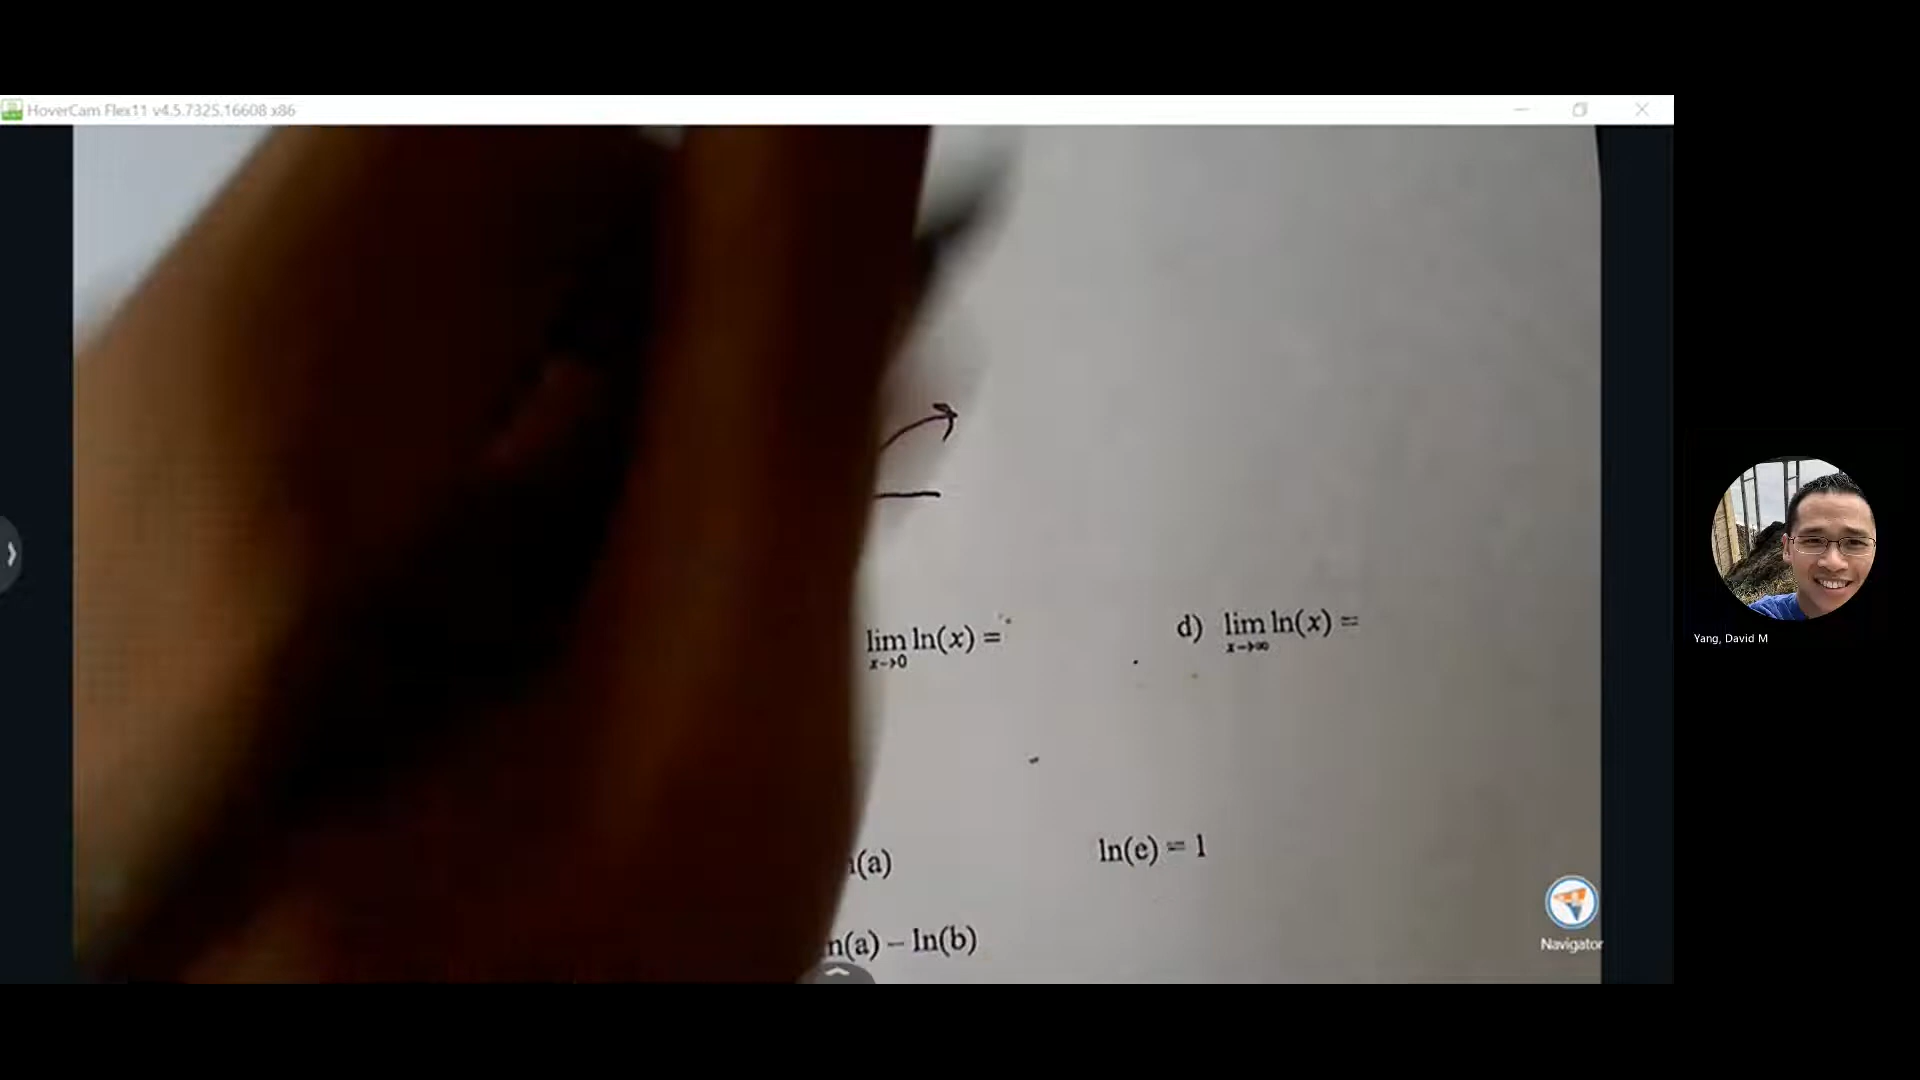 HoverCam Flex11 v4.5.7325.16608 x86
lim ln(x) =
x→0
d) lim ln(x) =
x→∞
(a)
ln(e) = 1
n(a) − ln(b)
Navigator
Yang, David M